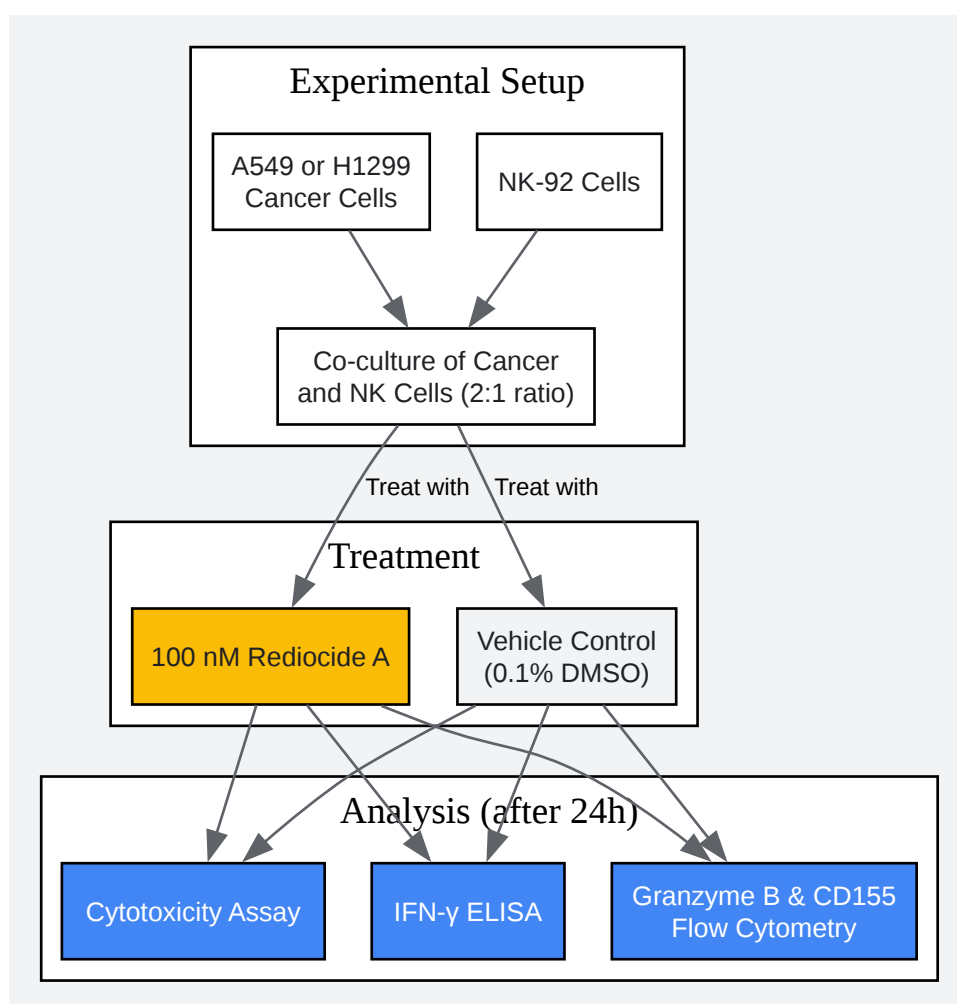 Experimental Setup
A549 or H1299
Cancer Cells
NK-92 Cells
Co-culture of Cancer
and NK Cells (2:1 ratio)
Treat with
Treat with
Treatment
100 nM Rediocide A
Vehicle Control
(0.1% DMSO)
Analysis (after 24h)
Cytotoxicity Assay
IFN-γ ELISA
Granzyme B & CD155
Flow Cytometry